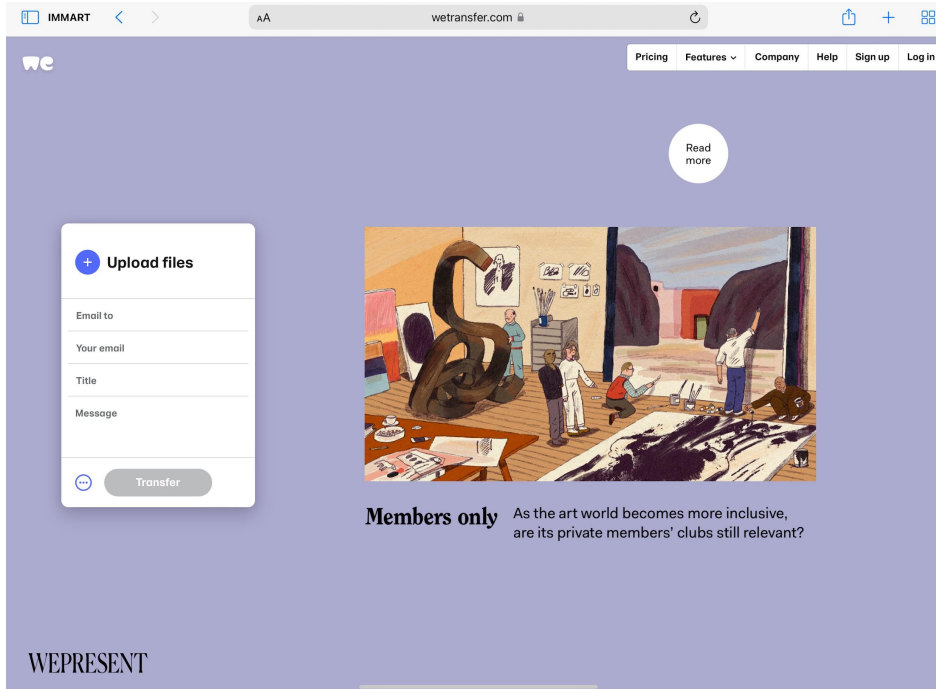 IMMART
AA
wetransfer.com
we
Pricing
Features
Company
Help
Sign up
Log in
Read
more
Upload files
Email to
Your email
Title
Message
Transfer
Members only
As the art world becomes more inclusive,
are its private members' clubs still relevant?
WEPRESENT